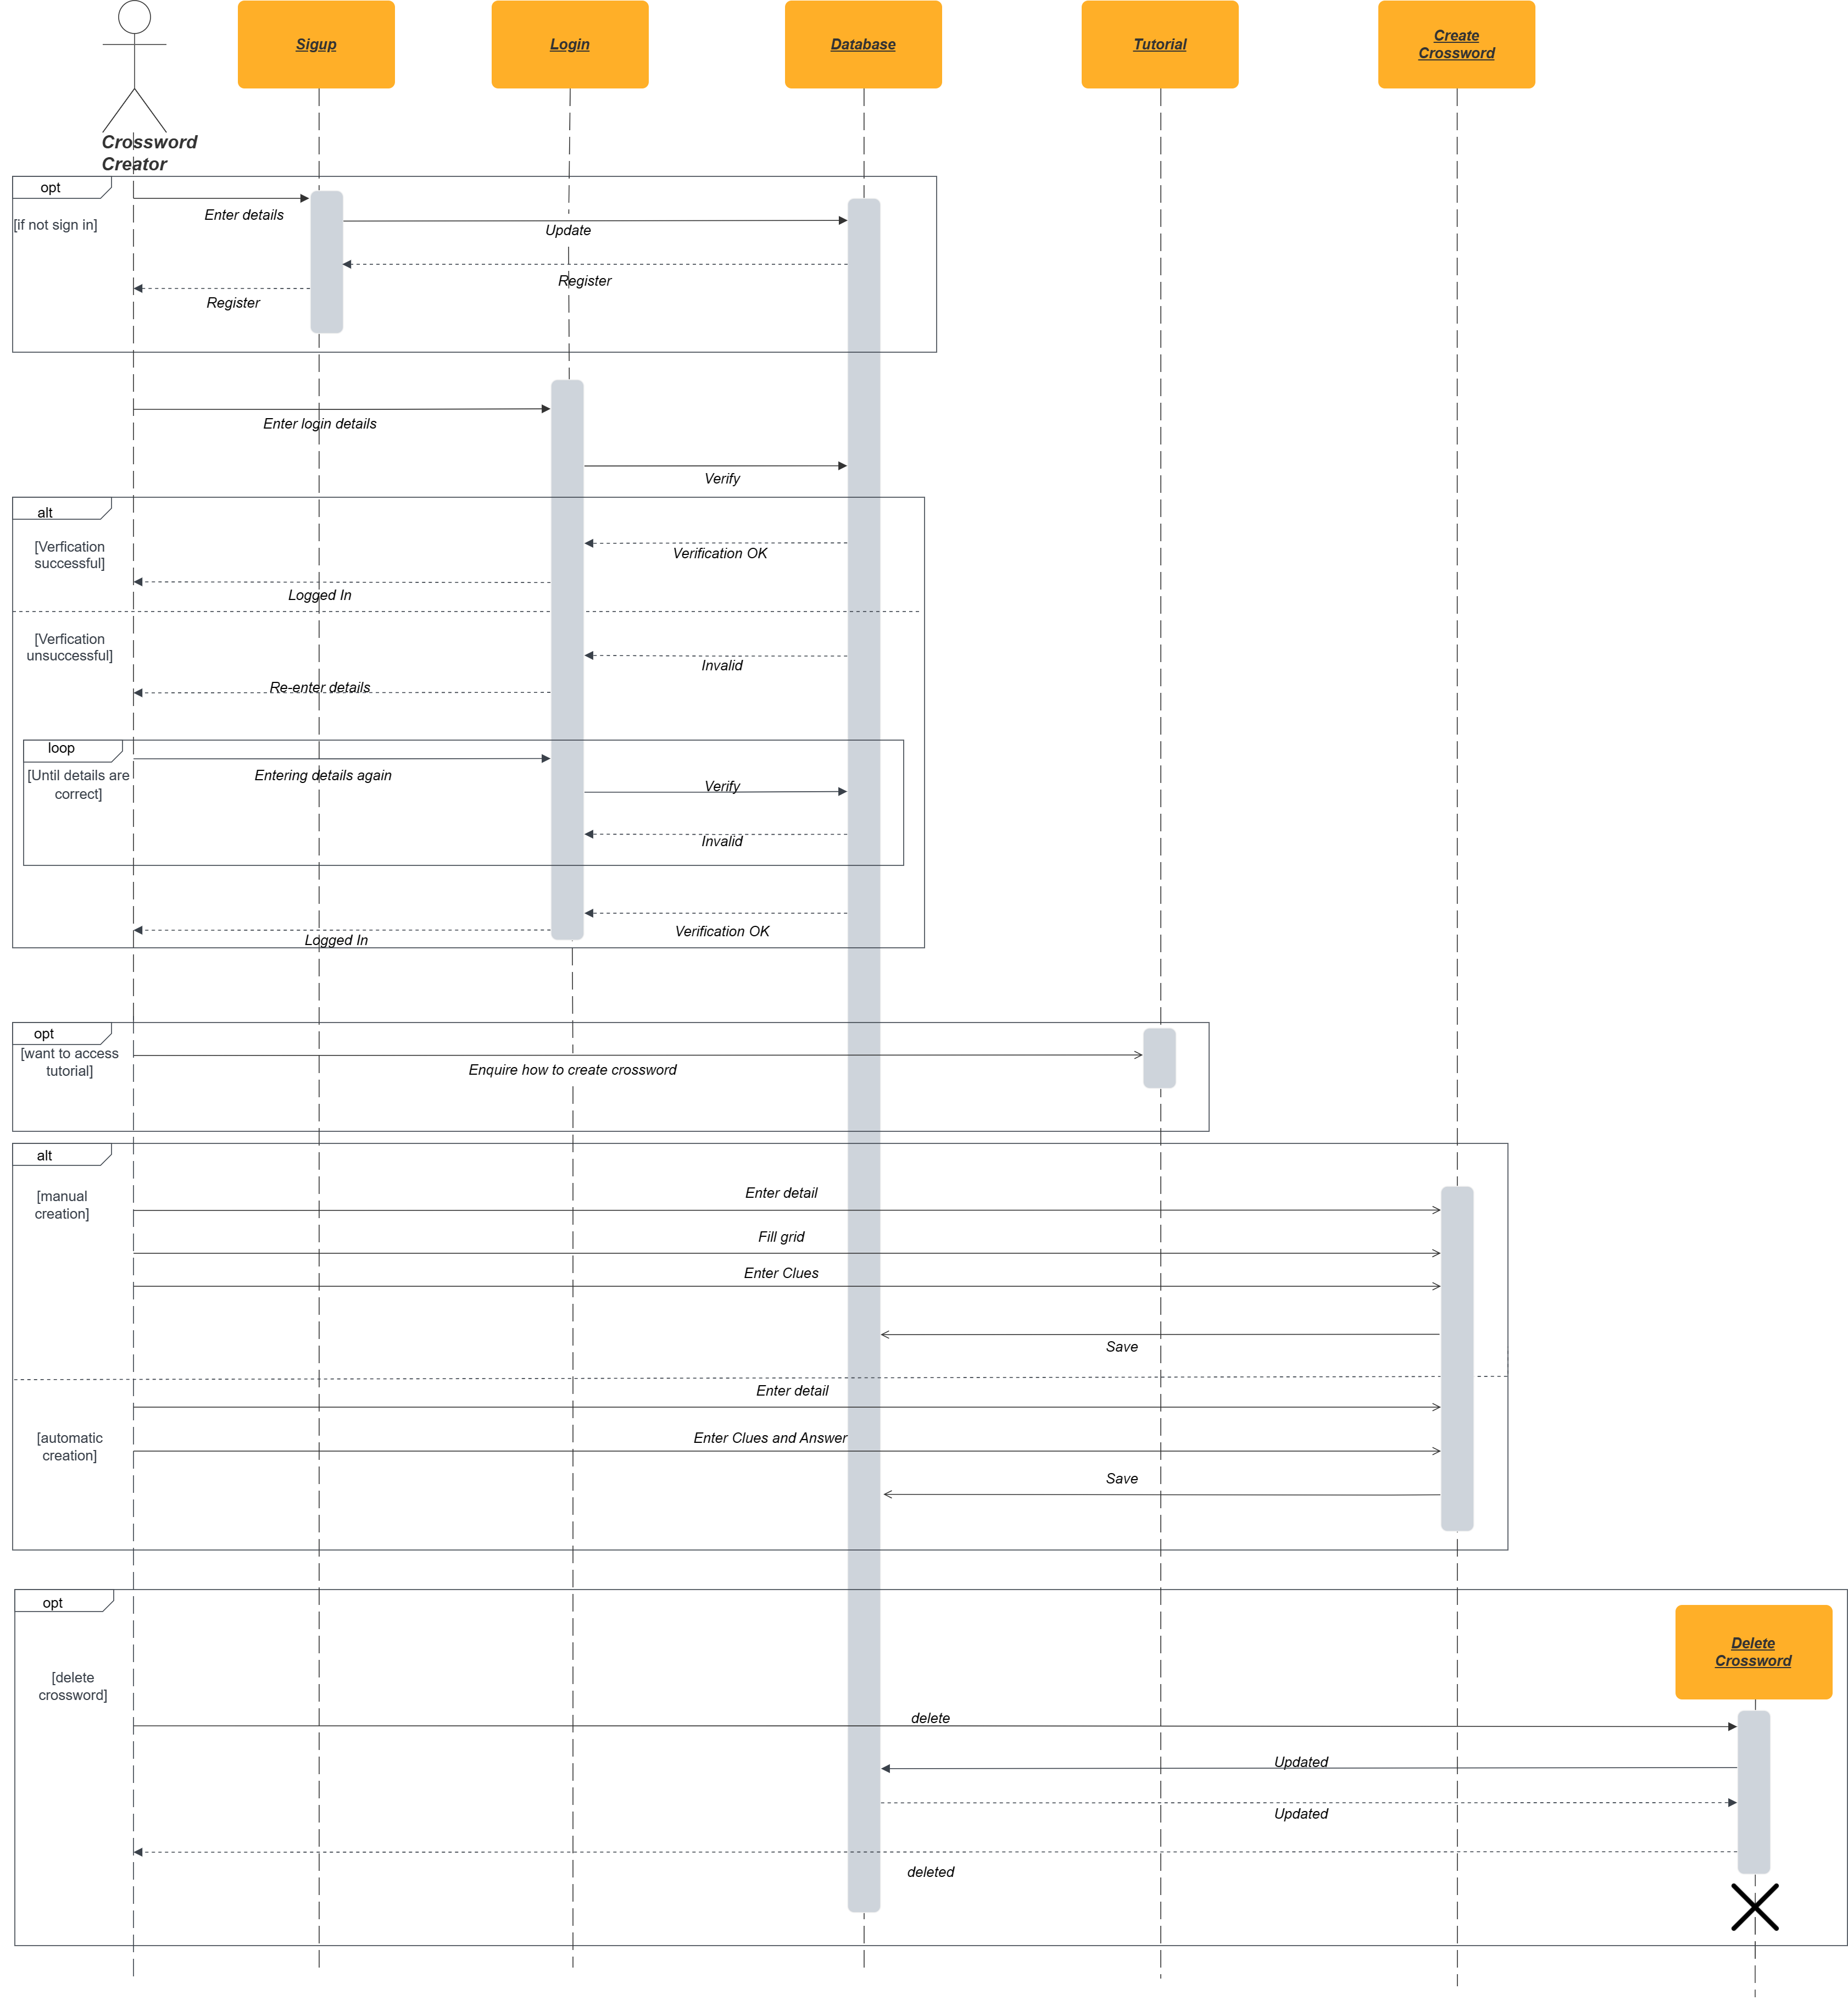 Sigup
Login
Database
Tutorial
Create
Crossword
Crossword
Creator
opt
[if not sign in]
Enter details
Update
Register
Register
Enter login details
Verify
alt
[Verfication
successful]
Verification OK
Logged In
[Verfication
unsuccessful]
Invalid
Re-enter details
loop
[Until details are
correct]
Entering details again
Verify
Invalid
Verification OK
Logged In
opt
[want to access
tutorial]
Enquire how to create crossword
alt
[manual
creation]
Enter detail
Fill grid
Enter Clues
Save
Enter detail
[automatic
creation]
Enter Clues and Answer
Save
opt
Delete
Crossword
[delete
crossword]
delete
Updated
Updated
deleted